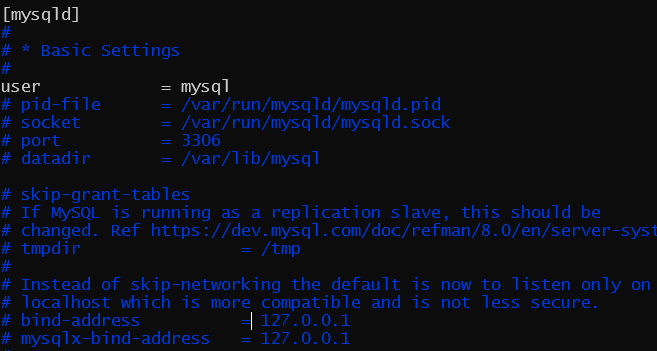 [mysqld]
#
# * Basic Settings
#
user            = mysql
# pid-file      = /var/run/mysqld/mysqld.pid
# socket        = /var/run/mysqld/mysqld.sock
# port          = 3306
# datadir       = /var/lib/mysql
# skip-grant-tables
# If MySQL is running as a replication slave, this should be
# changed. Ref https://dev.mysql.com/doc/refman/8.0/en/server-syst
# tmpdir                = /tmp
#
# Instead of skip-networking the default is now to listen only on
# localhost which is more compatible and is not less secure.
# bind-address          = 127.0.0.1
# mysqlx-bind-address   = 127.0.0.1
#